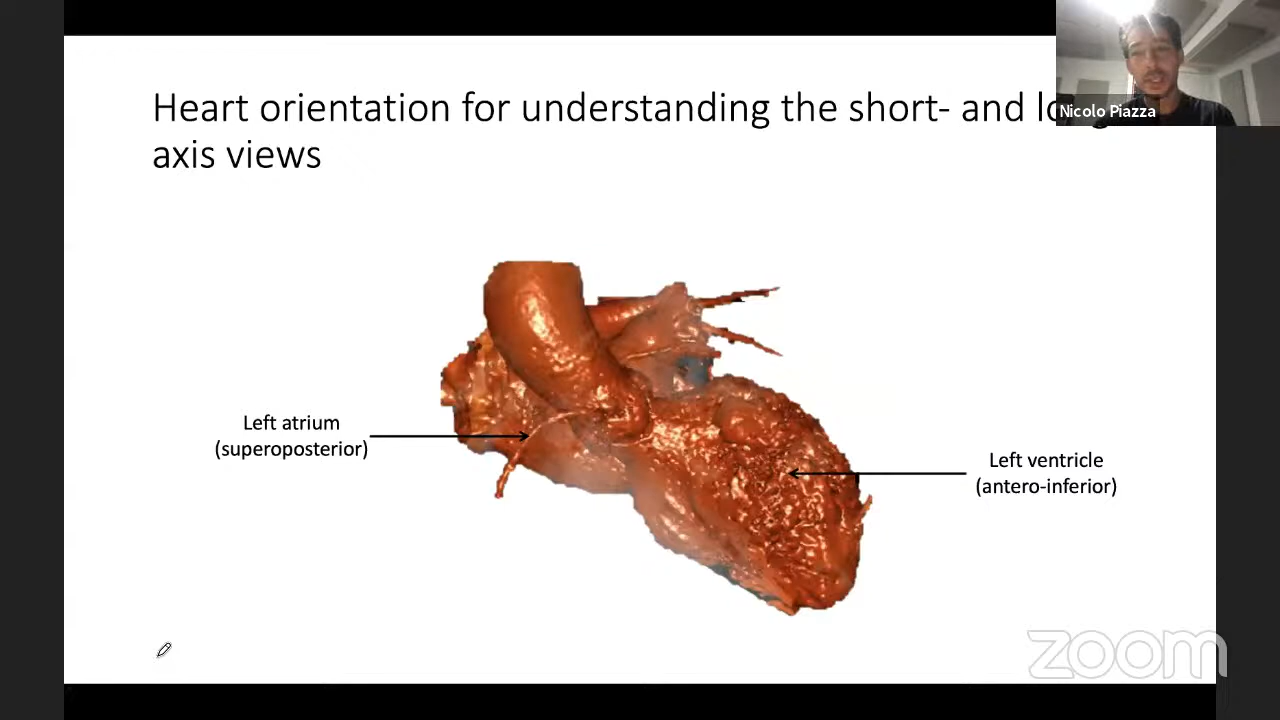 Heart orientation for understanding the short- and
axis views
Nicolo Piazza
Left atrium
(superoposterior)
Left ventricle
(antero-inferior)
zoom